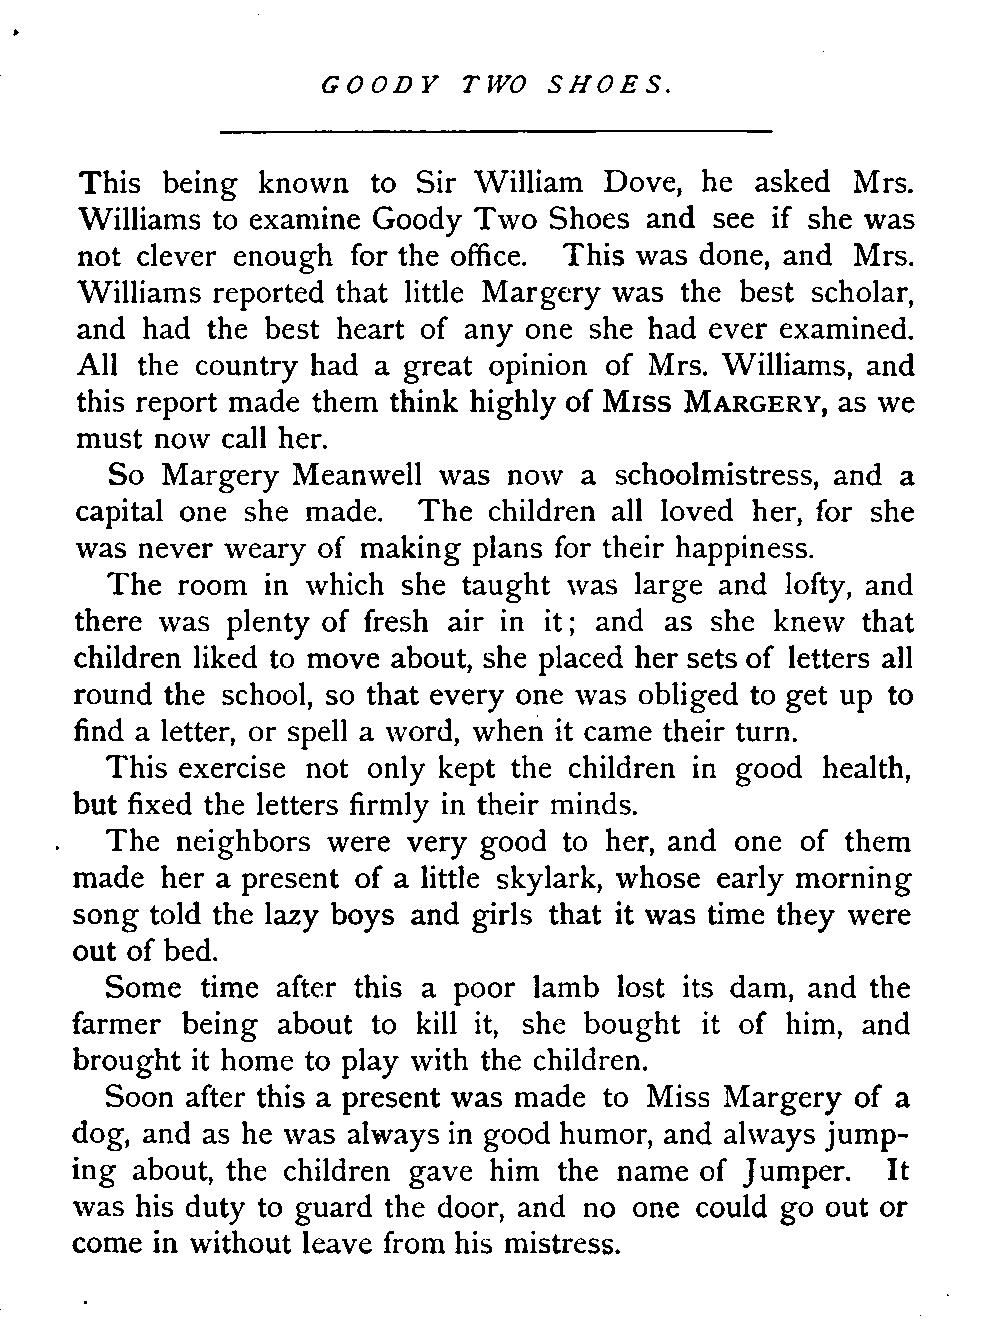 GOODY TWO SHOES.
This being known to Sir William Dove, he asked Mrs.
Williams to examine Goody Two Shoes and see if she was
not clever enough for the office. This was done, and Mrs.
Williams reported that little Margery was the best scholar,
and had the best heart of any one she had ever examined.
All the country had a great opinion of Mrs. Williams, and
this report made them think highly of MISS MARGERY, as we
must now call her.
So Margery Meanwell was now a schoolmistress, and a
capital one she made. The children all loved her, for she
was never weary of making plans for their happiness.
The room in which she taught was large and lofty, and
there was plenty of fresh air in it; and as she knew that
children liked to move about, she placed her sets of letters all
round the school, so that every one was obliged to get up to
find a letter, or spell a word, when it came their turn.
This exercise not only kept the children in good health,
but fixed the letters firmly in their minds.
The neighbors were very good to her, and one of them
made her a present of a little skylark, whose early morning
song told the lazy boys and girls that it was time they were
out of bed.
Some time after this a poor lamb lost its dam, and the
farmer being about to kill it, she bought it of him, and
brought it home to play with the children.
Soon after this a present was made to Miss Margery of a
dog, and as he was always in good humor, and always jump-
ing about, the children gave him the name of Jumper. It
was his duty to guard the door, and no one could go out or
come in without leave from his mistress.